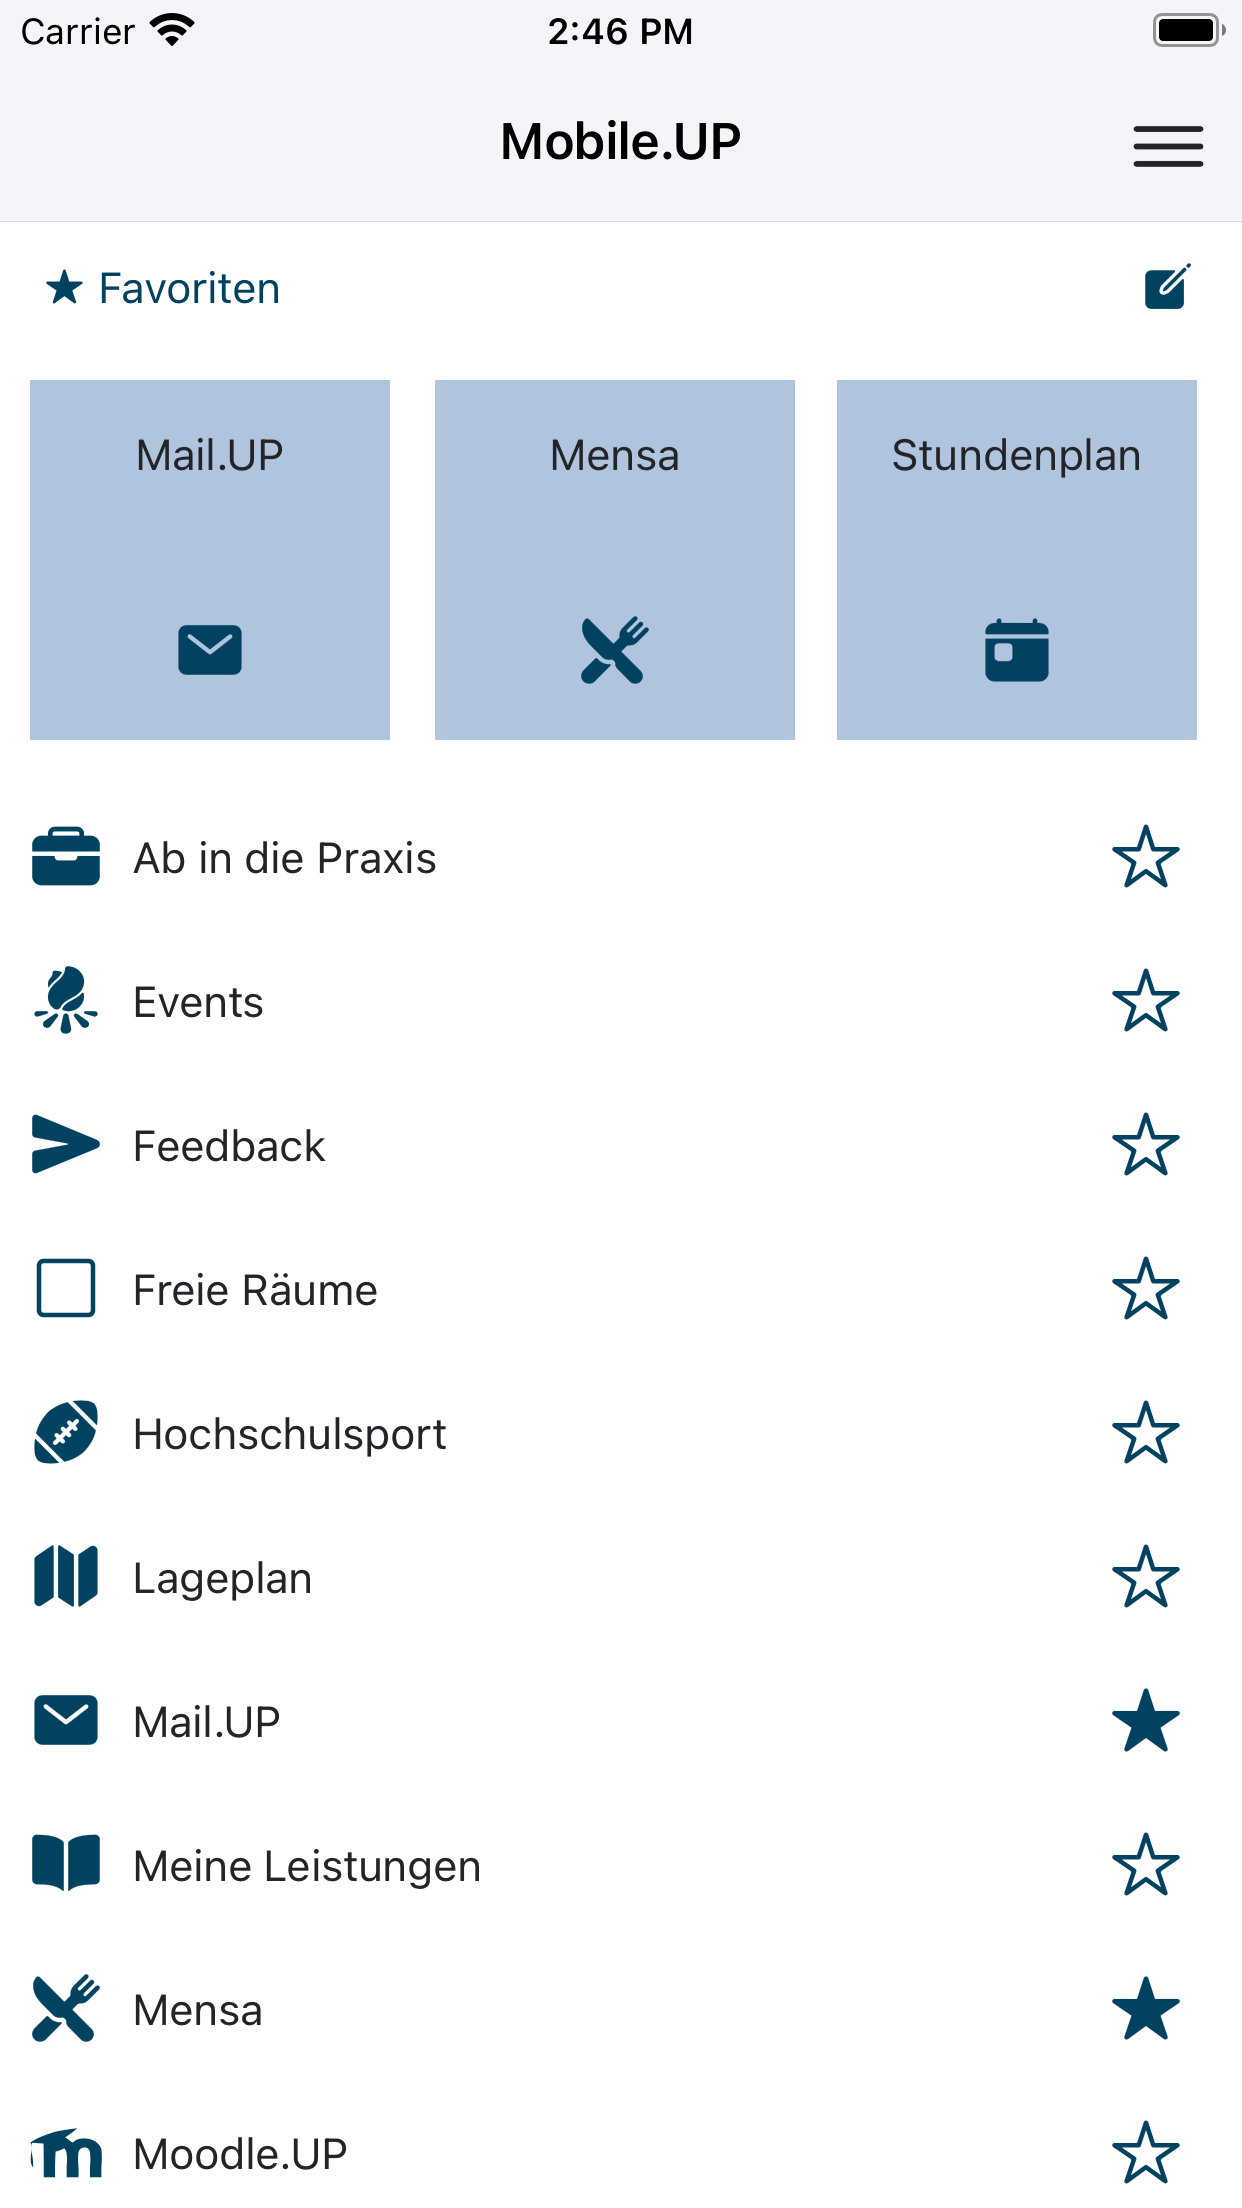 Carrier 2:46 PM
Mobile.UP
Favoriten
Mail.UP Mensa Stundenplan
Ab in die Praxis
Events
Feedback
Freie Räume
Hochschulsport
Lageplan
Mail.UP
Meine Leistungen
Mensa
Moodle.UP